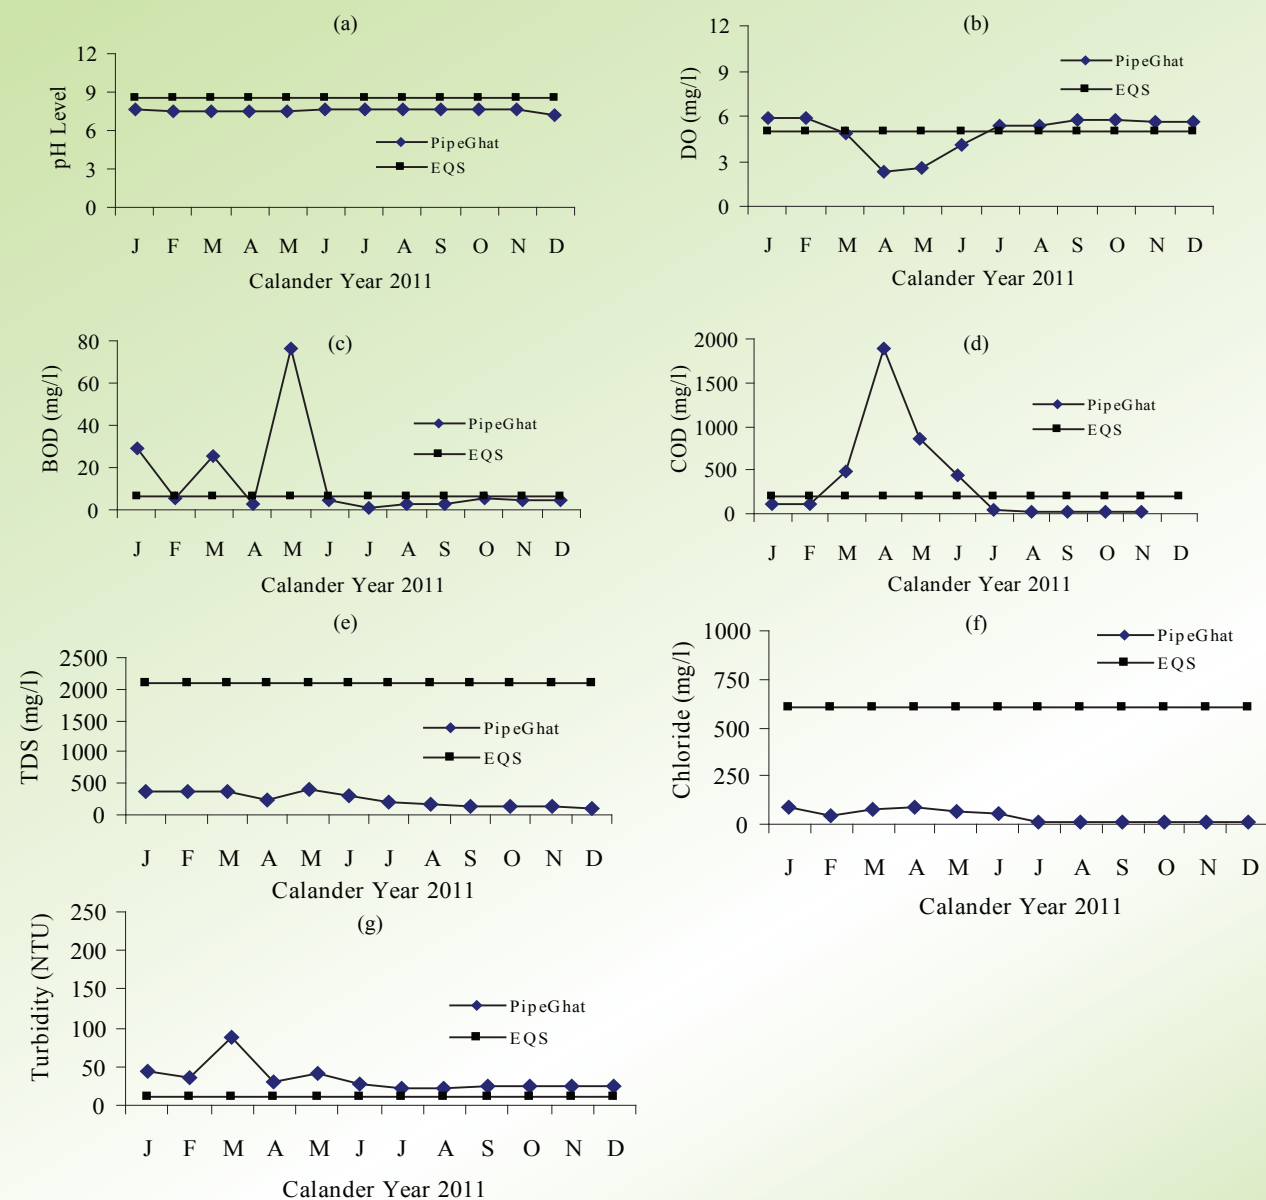 (a)
12
9
6
3
0
pH Level
PipeGhat
EQS
J F M A M J J A S O N D
Calander Year 2011
(b)
12
9
6
3
0
DO (mg/l)
PipeGhat
EQS
J F M A M J J A S O N D
Calander Year 2011
(c)
80
60
40
20
0
BOD (mg/l)
PipeGhat
EQS
J F M A M J J A S O N D
Calander Year 2011
(d)
2000
1500
1000
500
0
COD (mg/l)
PipeGhat
EQS
J F M A M J J A S O N D
Calander Year 2011
(e)
2500
2000
1500
1000
500
0
TDS (mg/l)
PipeGhat
EQS
J F M A M J J A S O N D
Calander Year 2011
(f)
1000
750
500
250
0
Chloride (mg/l)
PipeGhat
EQS
J F M A M J J A S O N D
Calander Year 2011
(g)
250
200
150
100
50
0
Turbidity (NTU)
PipeGhat
EQS
J F M A M J J A S O N D
Calander Year 2011